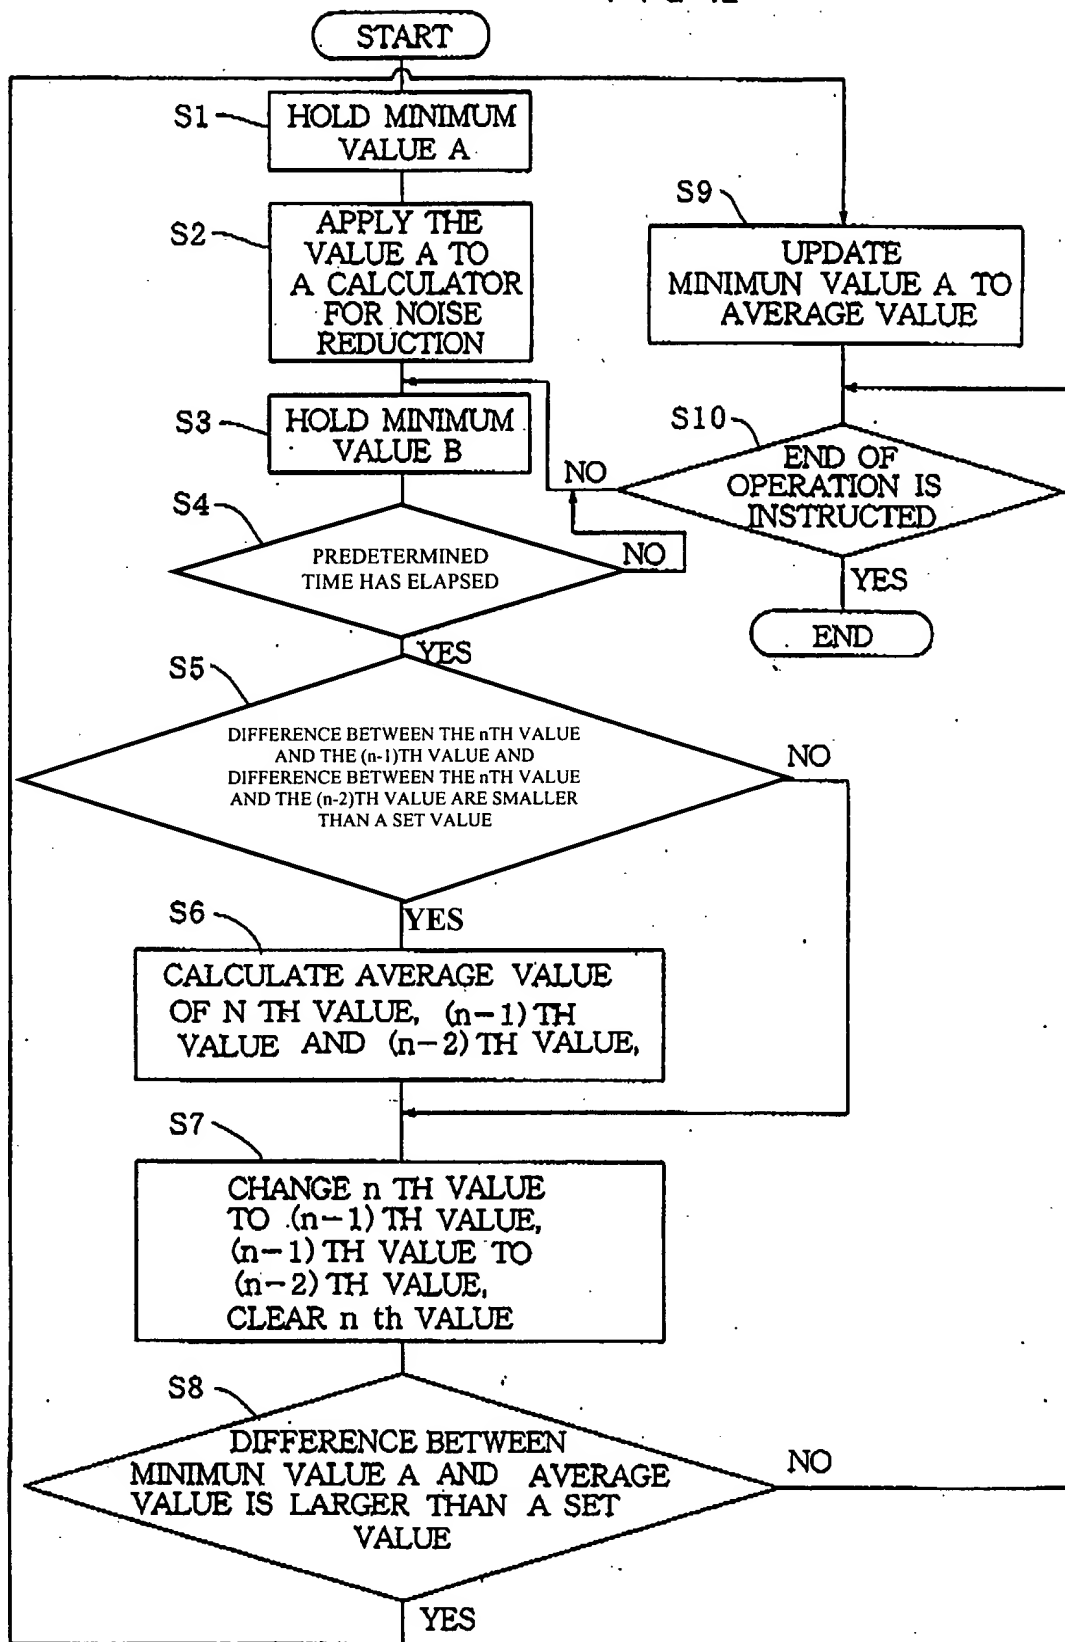 START
S1
HOLD MINIMUM
VALUE A
S2
APPLY THE
VALUE A TO
A CALCULATOR
FOR NOISE
REDUCTION
S3
HOLD MINIMUM
VALUE B
S4
PREDETERMINED
TIME HAS ELAPSED
NO
YES
S5
DIFFERENCE BETWEEN THE nTH VALUE
AND THE (n-1)TH VALUE AND
DIFFERENCE BETWEEN THE nTH VALUE
AND THE (n-2)TH VALUE ARE SMALLER
THAN A SET VALUE
NO
YES
S6
CALCULATE AVERAGE VALUE
OF N TH VALUE, (n-1) TH
VALUE AND (n-2) TH VALUE,
S7
CHANGE n TH VALUE
TO (n-1) TH VALUE,
(n-1) TH VALUE TO
(n-2) TH VALUE,
CLEAR n th VALUE
S8
DIFFERENCE BETWEEN
MINIMUN VALUE A AND AVERAGE
VALUE IS LARGER THAN A SET
VALUE
NO
YES
S9
UPDATE
MINIMUN VALUE A TO
AVERAGE VALUE
S10
END OF
OPERATION IS
INSTRUCTED
NO
YES
END